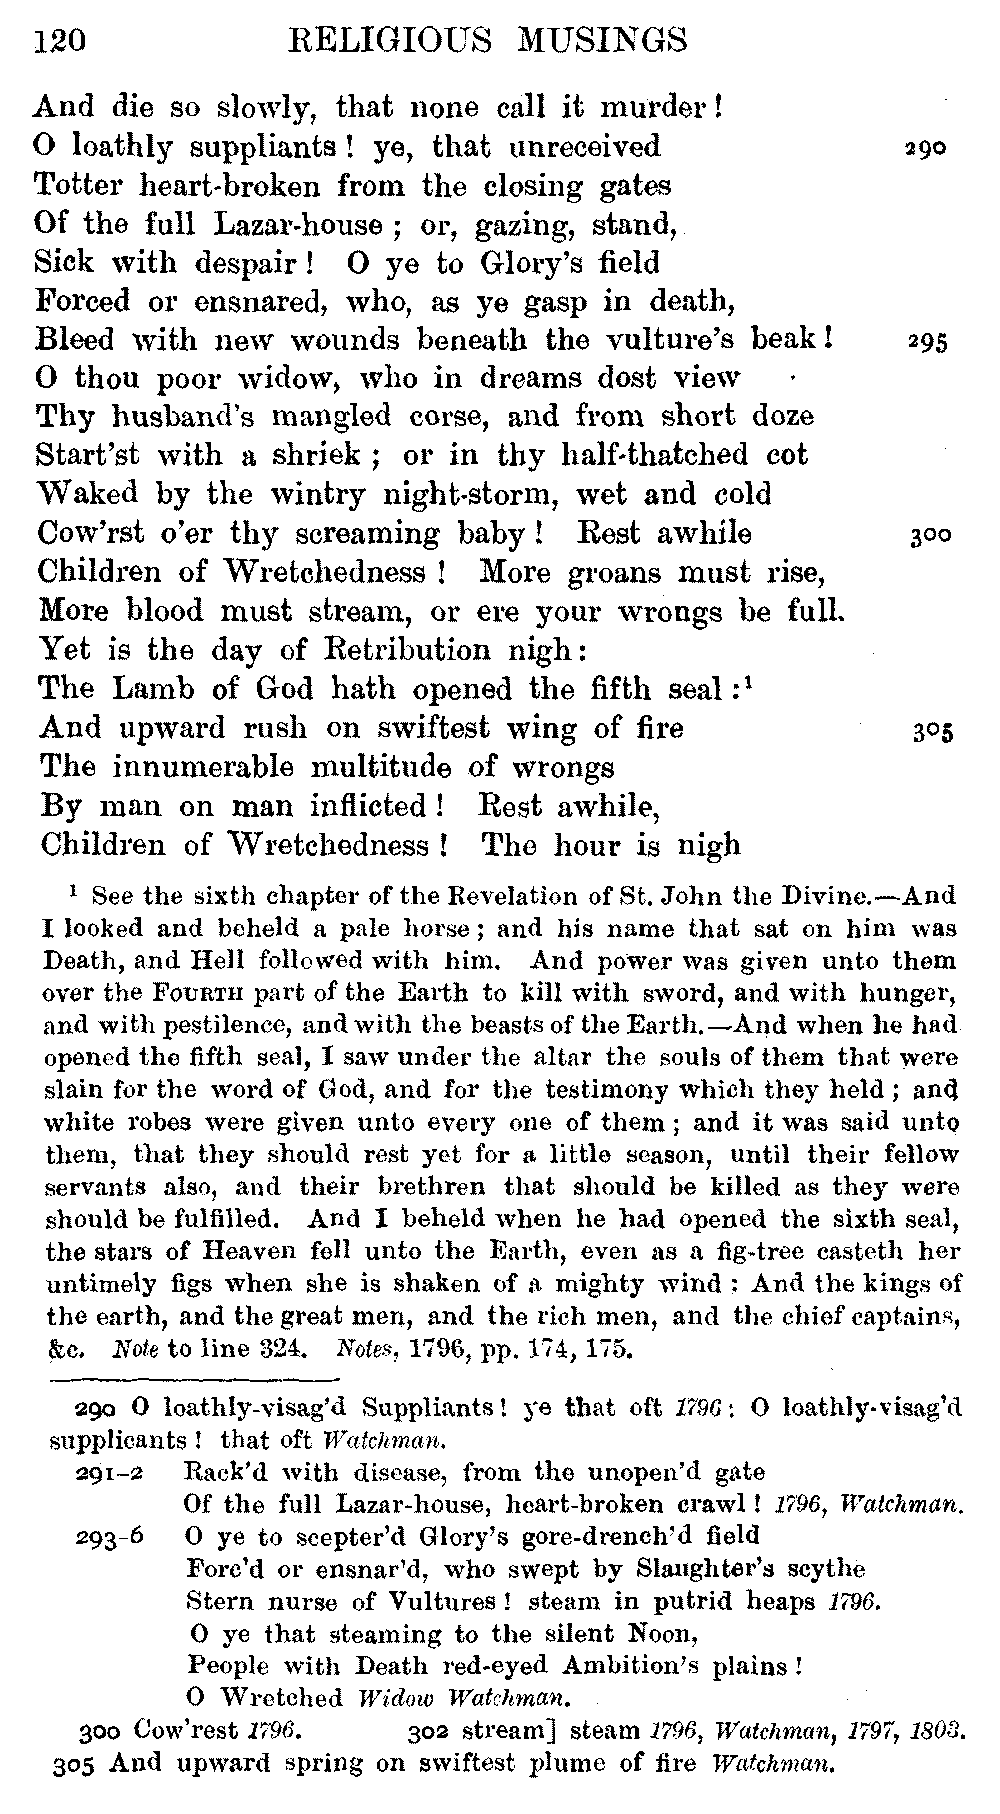 120 RELIGIOUS MUSINGS
And die so slowly, that none call it murder!
O loathly suppliants! ye, that unreceived 290
Totter heart-broken from the closing gates
Of the full Lazar-house; or, gazing, stand,
Sick with despair! O ye to Glory's field
Forced or ensnared, who, as ye gasp in death,
Bleed with new wounds beneath the vulture's beak! 295
O thou poor widow, who in dreams dost view
Thy husband's mangled corse, and from short doze
Start'st with a shriek; or in thy half-thatched cot
Waked by the wintry night-storm, wet and cold
Cow'rst o'er thy screaming baby! Rest awhile 300
Children of Wretchedness! More groans must rise,
More blood must stream, or ere your wrongs be full.
Yet is the day of Retribution nigh:
The Lamb of God hath opened the fifth seal:¹
And upward rush on swiftest wing of fire 305
The innumerable multitude of wrongs
By man on man inflicted! Rest awhile,
Children of Wretchedness! The hour is nigh
¹ See the sixth chapter of the Revelation of St. John the Divine.—And
I looked and beheld a pale horse; and his name that sat on him was
Death, and Hell followed with him. And power was given unto them
over the FOURTH part of the Earth to kill with sword, and with hunger,
and with pestilence, and with the beasts of the Earth.—And when he had
opened the fifth seal, I saw under the altar the souls of them that were
slain for the word of God, and for the testimony which they held; and
white robes were given unto every one of them; and it was said unto
them, that they should rest yet for a little season, until their fellow
servants also, and their brethren that should be killed as they were
should be fulfilled. And I beheld when he had opened the sixth seal,
the stars of Heaven fell unto the Earth, even as a fig-tree casteth her
untimely figs when she is shaken of a mighty wind: And the kings of
the earth, and the great men, and the rich men, and the chief captains,
&c. Note to line 324. Notes, 1796, pp. 174, 175.
290 O loathly-visag'd Suppliants! ye that oft 1796: O loathly-visag'd
supplicants! that oft Watchman.
291-2 Rack'd with disease, from the unopen'd gate
Of the full Lazar-house, heart-broken crawl! 1796, Watchman.
293-6 O ye to scepter'd Glory's gore-drench'd field
Forc'd or ensnar'd, who swept by Slaughter's scythe
Stern nurse of Vultures! steam in putrid heaps 1796.
O ye that steaming to the silent Noon,
People with Death red-eyed Ambition's plains!
O Wretched Widow Watchman.
300 Cow'rest 1796. 302 stream] steam 1796, Watchman, 1797, 1803.
305 And upward spring on swiftest plume of fire Watchman.